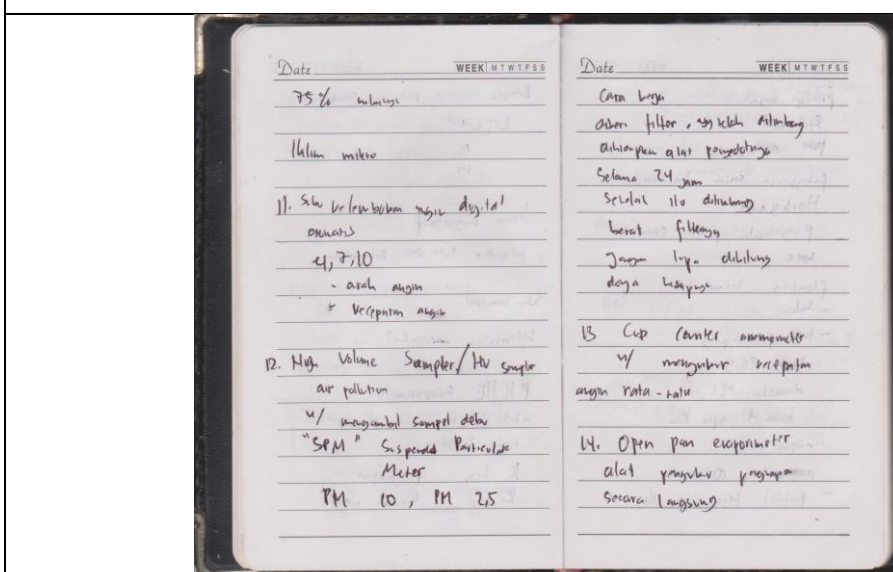 Date WEEK M T W T F S S
75%
Iklim mikro
11. Suhu kelembaban angin digital
otomatis
4, 7, 10
- arah angin
kecepatan angin
12. High Volume Sampler/HV Sampler
air pollution
u/ mengambil sampel debu
"SPM" Suspended Particulate
Meter
PM 10, PM 2,5
Date WEEK M T W T F S S
Cara kerja
diberi filter, yg telah ditimbang
dihidupkan alat penyedotnya
Selama 24 jam
Setelah itu ditimbang
berat filternya
Jangan lupa dihitung
daya hisapnya
13 Cup Counter anemometer
u/ mengukur kecepatan
angin rata-rata
14. Open pan evaporimeter
alat pengukur penguapan
secara langsung